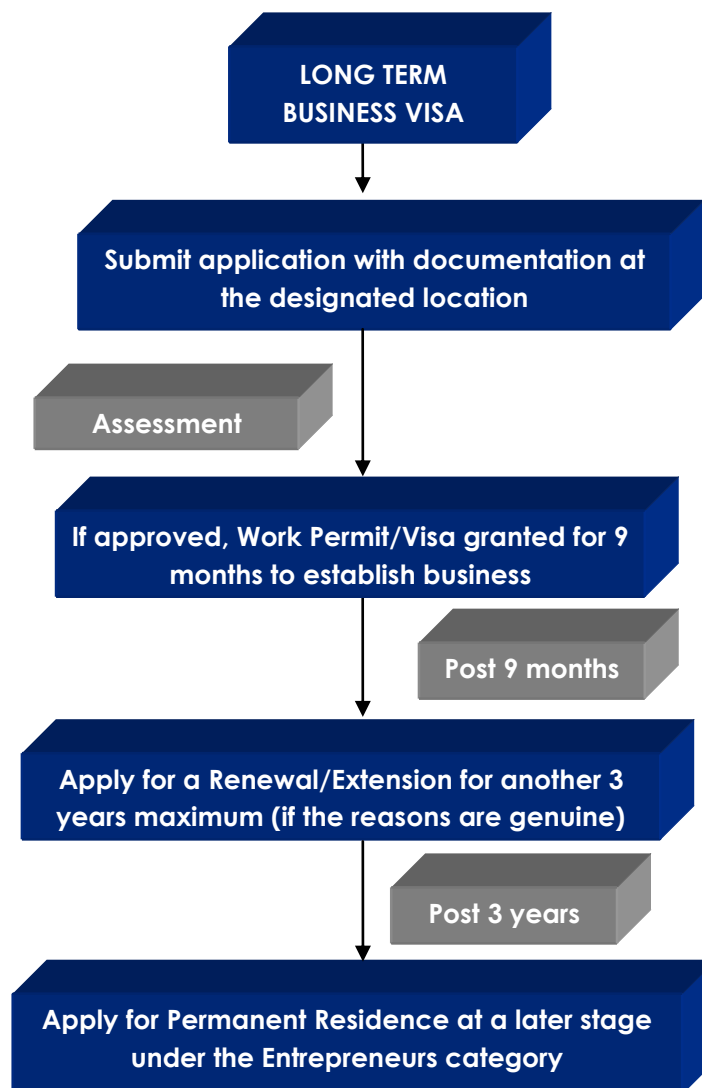 LONG TERM
BUSINESS VISA
Submit application with documentation at
the designated location
Assessment
If approved, Work Permit/Visa granted for 9
months to establish business
Post 9 months
Apply for a Renewal/Extension for another 3
years maximum (if the reasons are genuine)
Post 3 years
Apply for Permanent Residence at a later stage
under the Entrepreneurs category